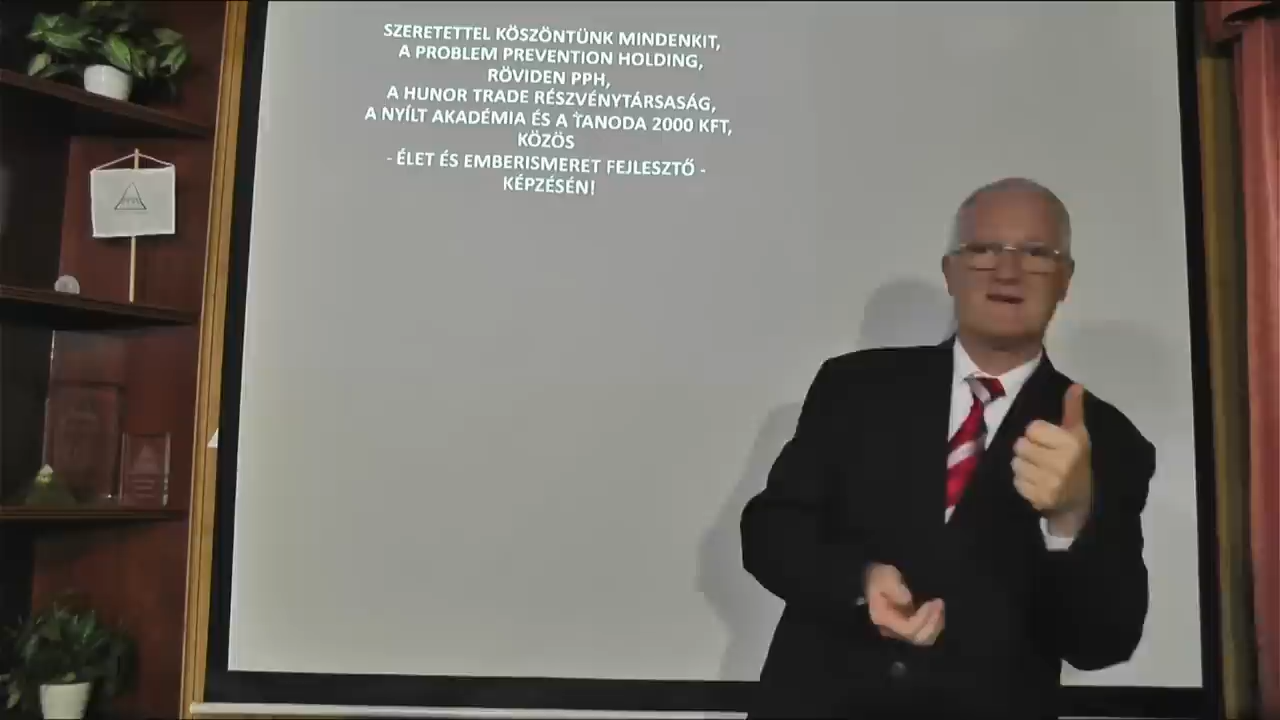 SZERETETTEL KÖSZÖNTÜNK MINDENKIT,
A PROBLEM PREVENTION HOLDING,
RÖVIDEN PPH,
A HUNOR TRADE RÉSZVÉNYTÁRSASÁG,
A NYÍLT AKADÉMIA ÉS A TANODA 2000 KFT,
KÖZÖS
- ÉLET ÉS EMBERISMERET FEJLESZTŐ -
KÉPZÉSÉN!